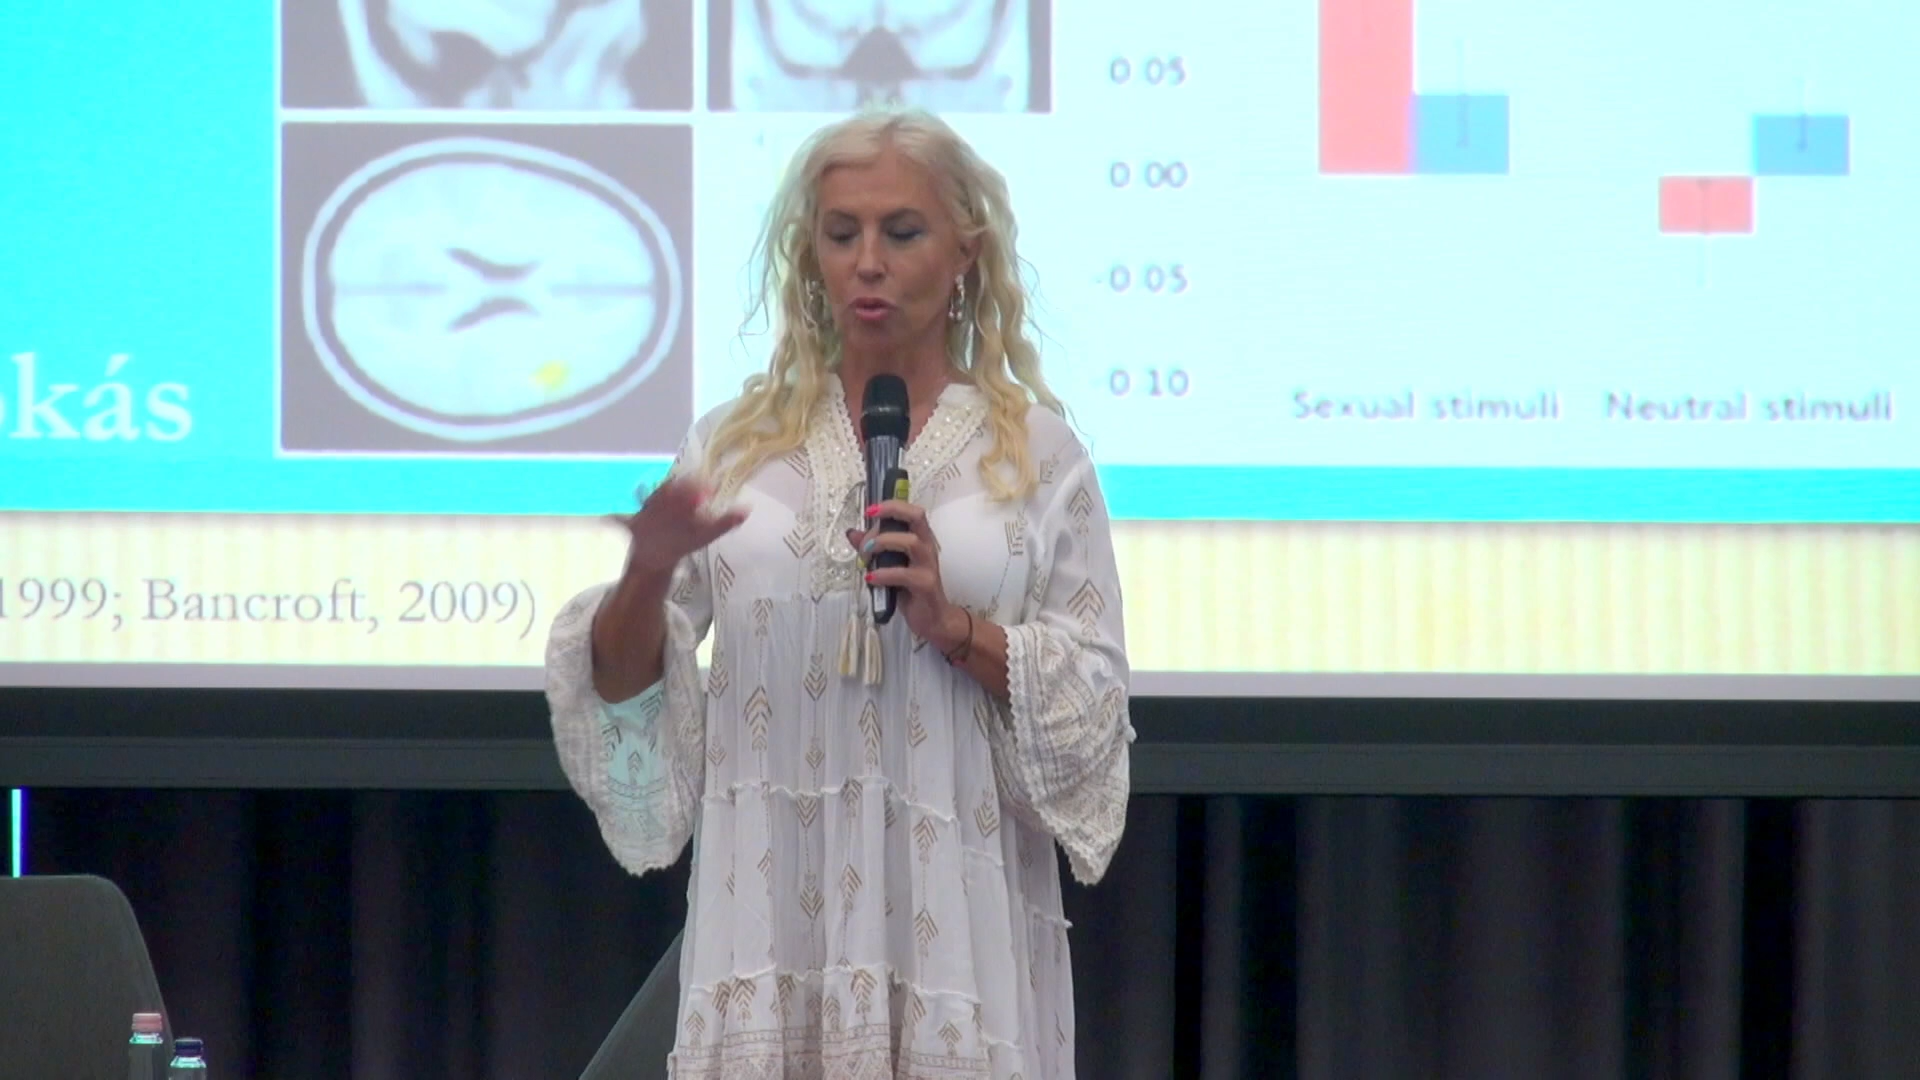 0 05
0 00
-0 05
-0 10
Sexual stimuli Neutral stimuli
okás
1999; Bancroft, 2009)